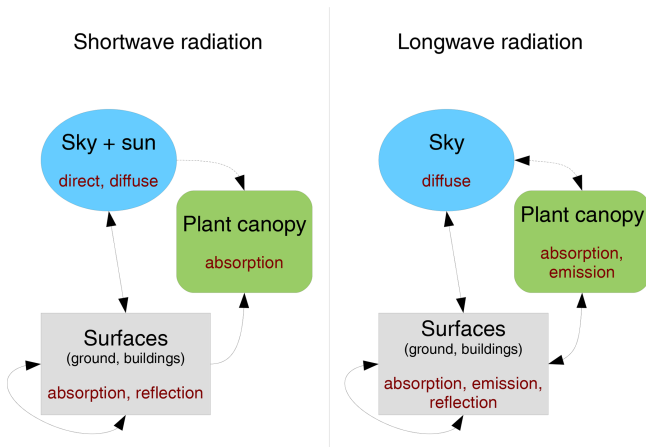 Shortwave radiation
Sky + sun
direct, diffuse
Plant canopy
absorption
Surfaces
(ground, buildings)
absorption, reflection
Longwave radiation
Sky
diffuse
Plant canopy
absorption,
emission
Surfaces
(ground, buildings)
absorption, emission,
reflection